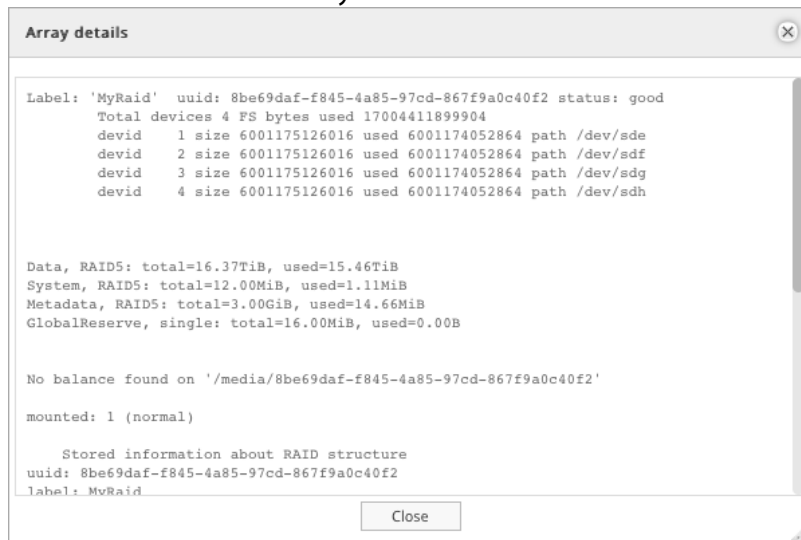 Array details
Label: 'MyRaid'  uuid: 8be69daf-f845-4a85-97cd-867f9a0c40f2 status: good
Total devices 4 FS bytes used 17004411899904
devid    1 size 6001175126016 used 6001174052864 path /dev/sde
devid    2 size 6001175126016 used 6001174052864 path /dev/sdf
devid    3 size 6001175126016 used 6001174052864 path /dev/sdg
devid    4 size 6001175126016 used 6001174052864 path /dev/sdh
Data, RAID5: total=16.37TiB, used=15.46TiB
System, RAID5: total=12.00MiB, used=1.11MiB
Metadata, RAID5: total=3.00GiB, used=14.66MiB
GlobalReserve, single: total=16.00MiB, used=0.00B
No balance found on '/media/8be69daf-f845-4a85-97cd-867f9a0c40f2'
mounted: 1 (normal)
Stored information about RAID structure
uuid: 8be69daf-f845-4a85-97cd-867f9a0c40f2
label: MyRaid
Close